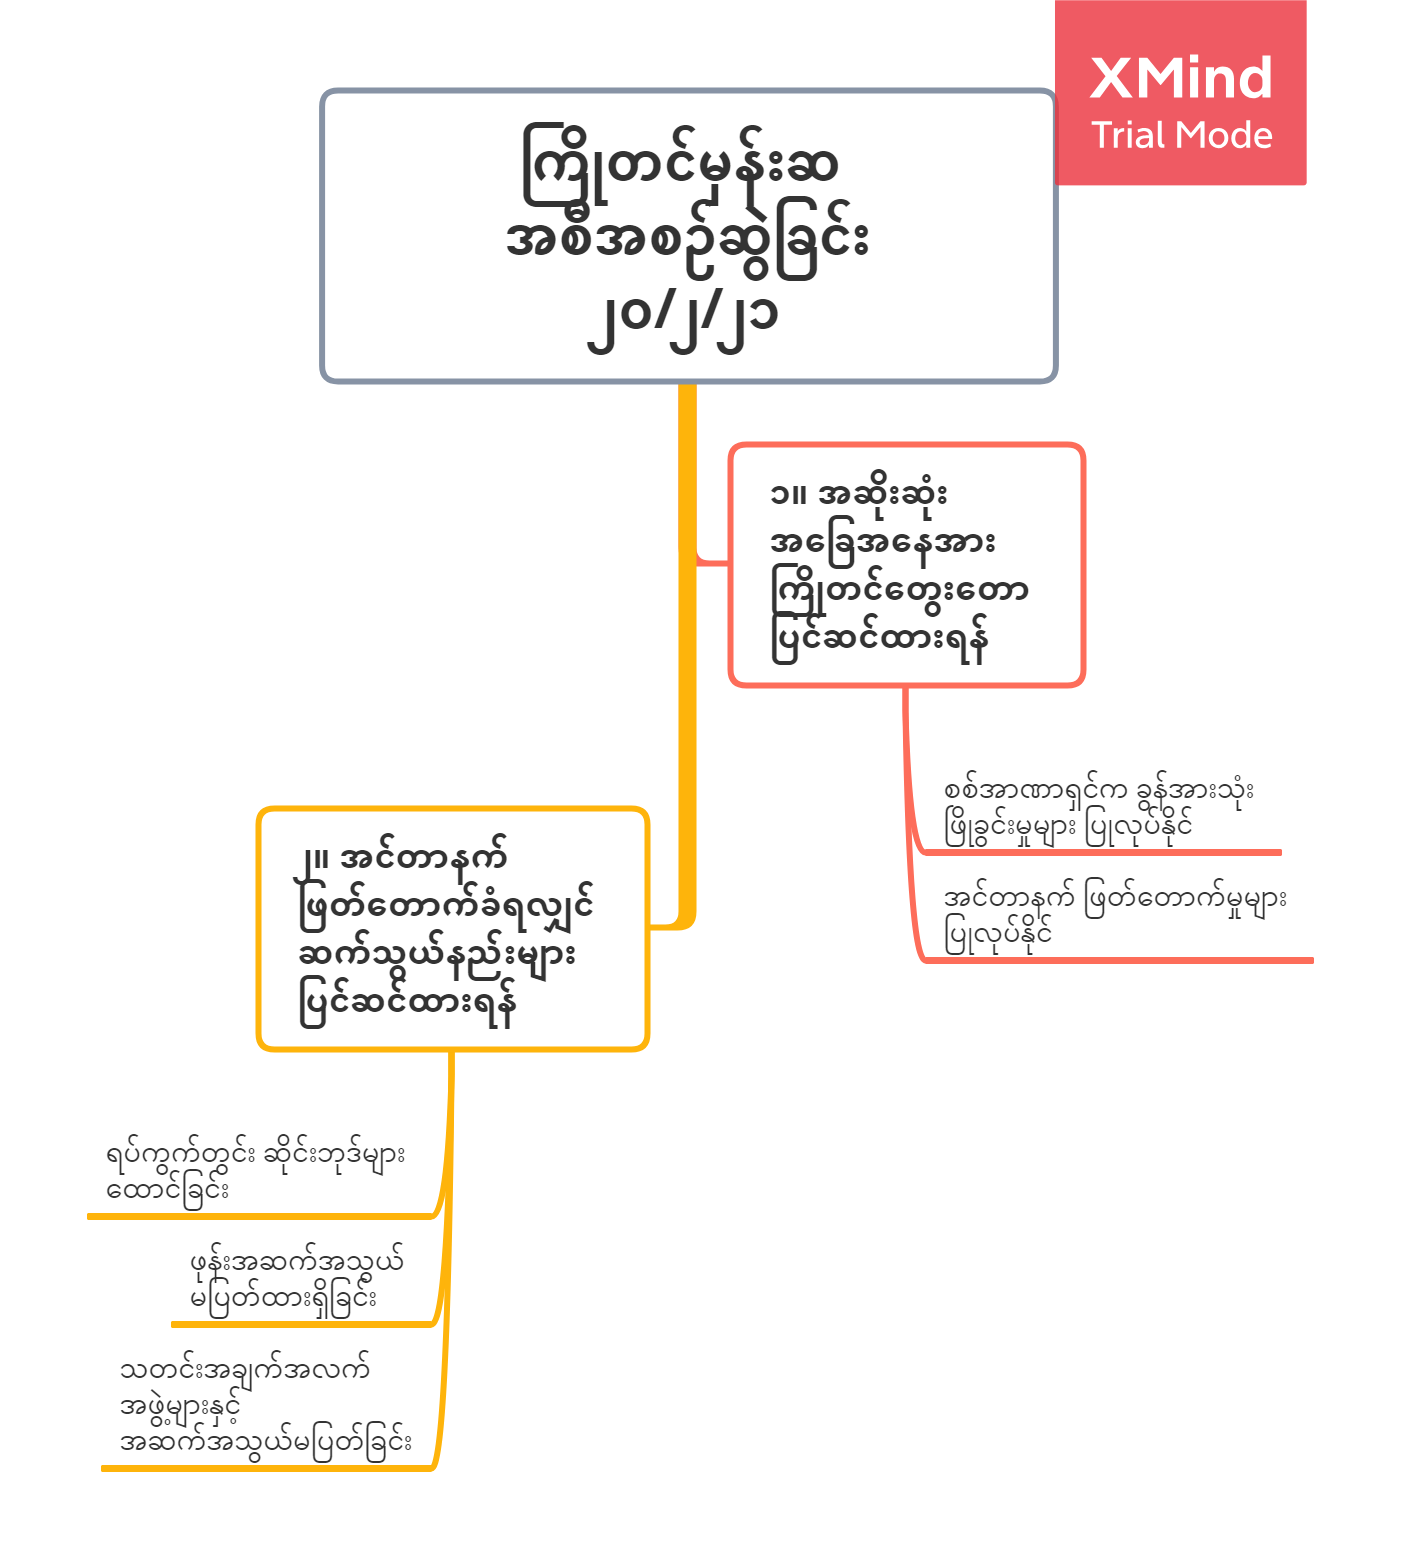 XMind
Trial Mode
ကြိုတင်မှန်းဆ
အစီအစဉ်ဆွဲခြင်း
၂၀/၂/၂၁
၁။ အဆိုးဆုံး
အခြေအနေအား
ကြိုတင်တွေးတော
ပြင်ဆင်ထားရန်
စစ်အာဏာရှင်က ခွန်အားသုံး
ဖြိုခွင်းမှုများ ပြုလုပ်နိုင်
အင်တာနက် ဖြတ်တောက်မှုများ
ပြုလုပ်နိုင်
၂။ အင်တာနက်
ဖြတ်တောက်ခံရလျှင်
ဆက်သွယ်နည်းများ
ပြင်ဆင်ထားရန်
ရပ်ကွက်တွင်း ဆိုင်းဘုဒ်များ
ထောင်ခြင်း
ဖုန်းအဆက်အသွယ်
မပြတ်ထားရှိခြင်း
သတင်းအချက်အလက်
အဖွဲ့များနှင့်
အဆက်အသွယ်မပြတ်ခြင်း